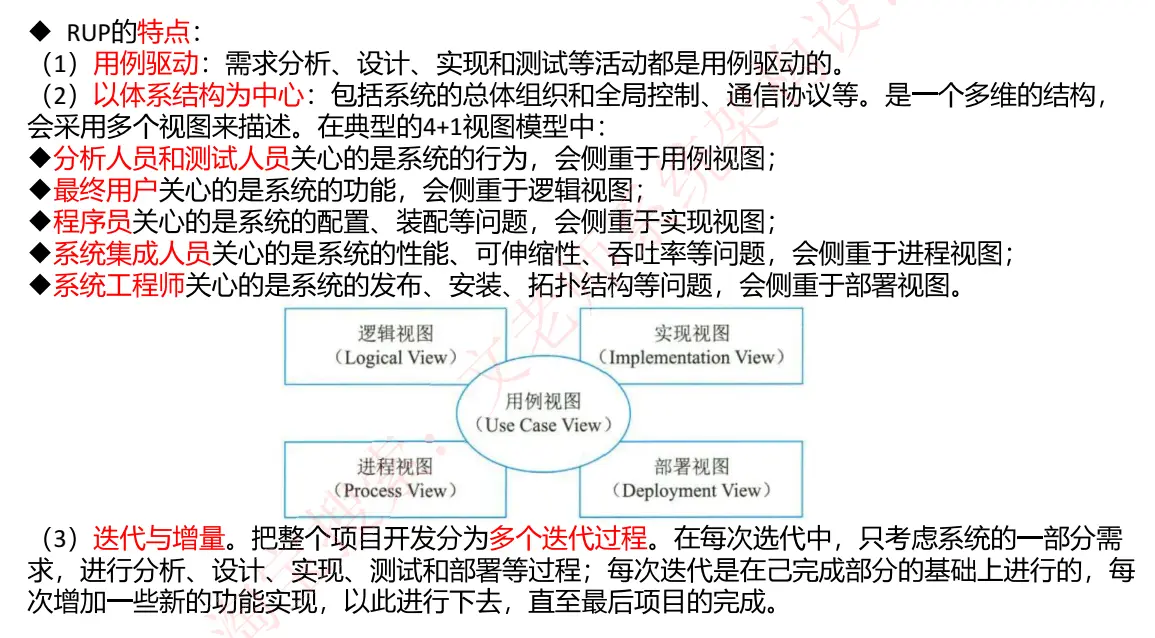 ◆ RUP的特点：
（1）用例驱动：需求分析、设计、实现和测试等活动都是用例驱动的。
（2）以体系结构为中心：包括系统的总体组织和全局控制、通信协议等。是一个多维的结构，
会采用多个视图来描述。在典型的4+1视图模型中：
◆分析人员和测试人员关心的是系统的行为，会侧重于用例视图；
◆最终用户关心的是系统的功能，会侧重于逻辑视图；
◆程序员关心的是系统的配置、装配等问题，会侧重于实现视图；
◆系统集成人员关心的是系统的性能、可伸缩性、吞吐率等问题，会侧重于进程视图；
◆系统工程师关心的是系统的发布、安装、拓扑结构等问题，会侧重于部署视图。
逻辑视图
（Logical View）
实现视图
（Implementation View）
用例视图
（Use Case View）
进程视图
（Process View）
部署视图
（Deployment View）
（3）迭代与增量。把整个项目开发分为多个迭代过程。在每次选代中，只考虑系统的一部分需
求，进行分析、设计、实现、测试和部署等过程；每次迭代是在己完成部分的基础上进行的，每
次增加一些新的功能实现，以此进行下去，直至最后项目的完成。
淘宝搜索：文老师系统架构设